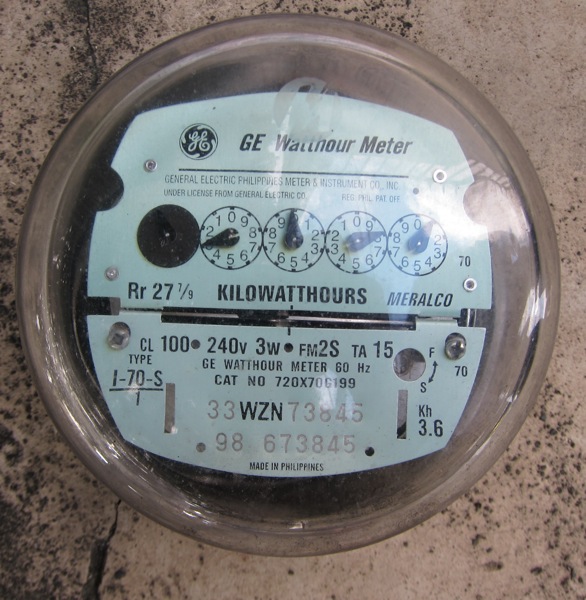 GE
GE Watthour Meter
GENERAL ELECTRIC PHILIPPINES METER & INSTRUMENT CO., INC.
UNDER LICENSE FROM GENERAL ELECTRIC CO. REG. PHIL. PAT. OFF.
70
Rr 27 7/9 KILOWATTHOURS MERALCO
CL 100 240V 3W FM2S TA 15
TYPE GE WATTHOUR METER 60 Hz F 70
I-70-S CAT NO 720X70G199 S
33WZN73845 Kh
98 673845 3.6
MADE IN PHILIPPINES